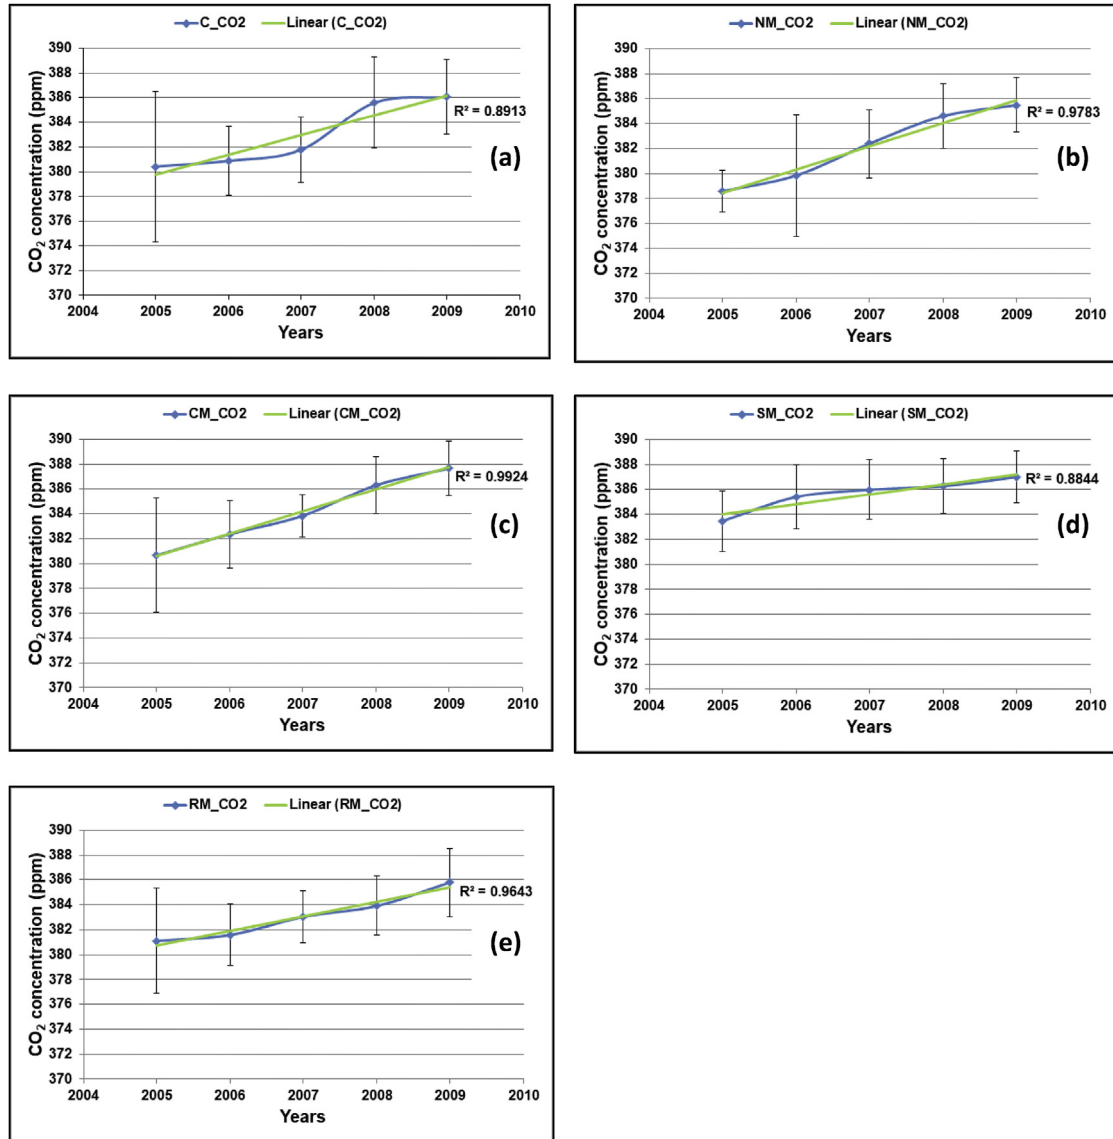 C_CO2 Linear (C_CO2)
390
388
386
384
382
380
378
376
374
372
370
CO2 concentration (ppm)
R² = 0.8913
(a)
2004 2005 2006 2007 2008 2009 2010
Years
NM_CO2 Linear (NM_CO2)
390
388
386
384
382
380
378
376
374
372
370
CO2 concentration (ppm)
R² = 0.9783
(b)
2004 2005 2006 2007 2008 2009 2010
Years
CM_CO2 Linear (CM_CO2)
390
388
386
384
382
380
378
376
374
372
370
CO2 concentration (ppm)
R² = 0.9924
(c)
2004 2005 2006 2007 2008 2009 2010
Years
SM_CO2 Linear (SM_CO2)
390
388
386
384
382
380
378
376
374
372
370
CO2 concentration (ppm)
R² = 0.8844
(d)
2004 2005 2006 2007 2008 2009 2010
Years
RM_CO2 Linear (RM_CO2)
390
388
386
384
382
380
378
376
374
372
370
CO2 concentration (ppm)
R² = 0.9643
(e)
2004 2005 2006 2007 2008 2009 2010
Years